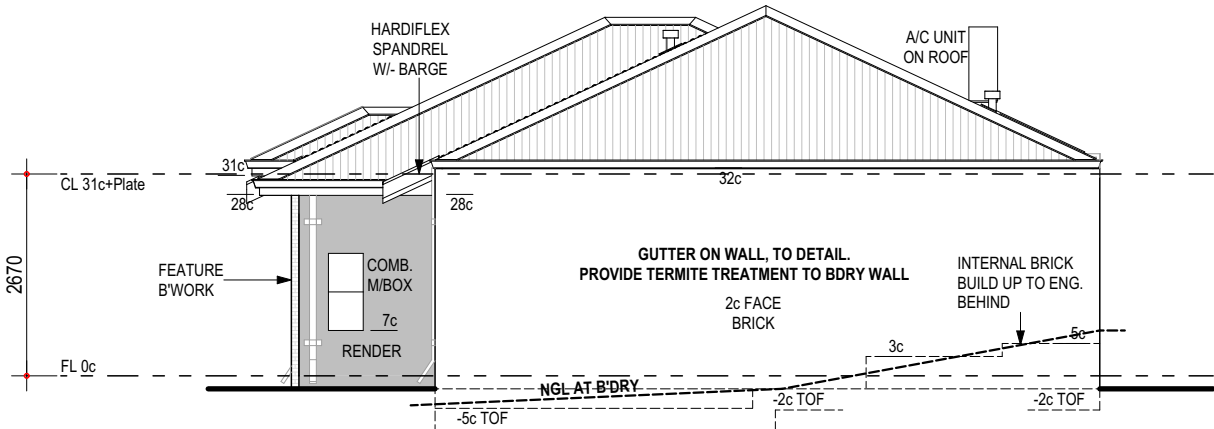 HARDIFLEX
SPANDREL
W/- BARGE
A/C UNIT
ON ROOF
31c
CL 31c+Plate
32c
28c
28c
2670
GUTTER ON WALL, TO DETAIL.
PROVIDE TERMITE TREATMENT TO BDRY WALL
2c FACE
BRICK
FEATURE
B'WORK
COMB.
M/BOX
7c
RENDER
INTERNAL BRICK
BUILD UP TO ENG.
BEHIND
5c
3c
FL 0c
NGL AT B'DRY
-5c TOF
-2c TOF
-2c TOF